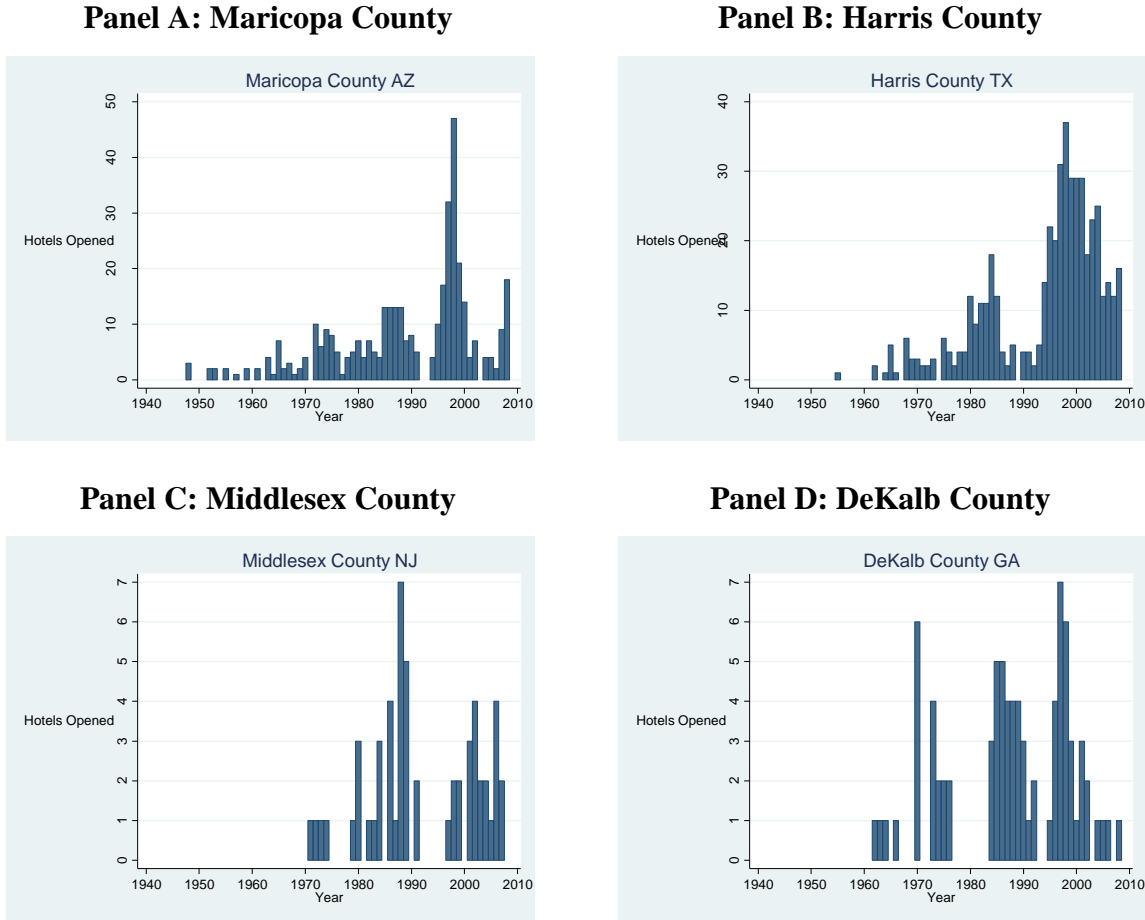 Panel A: Maricopa County
Maricopa County AZ
50
40
30
20
10
0
Hotels Opened
1940 1950 1960 1970 1980 1990 2000 2010
Year
Panel B: Harris County
Harris County TX
40
30
20
10
0
Hotels Opened
1940 1950 1960 1970 1980 1990 2000 2010
Year
Panel C: Middlesex County
Middlesex County NJ
7
6
5
4
3
2
1
0
Hotels Opened
1940 1950 1960 1970 1980 1990 2000 2010
Year
Panel D: DeKalb County
DeKalb County GA
7
6
5
4
3
2
1
0
Hotels Opened
1940 1950 1960 1970 1980 1990 2000 2010
Year